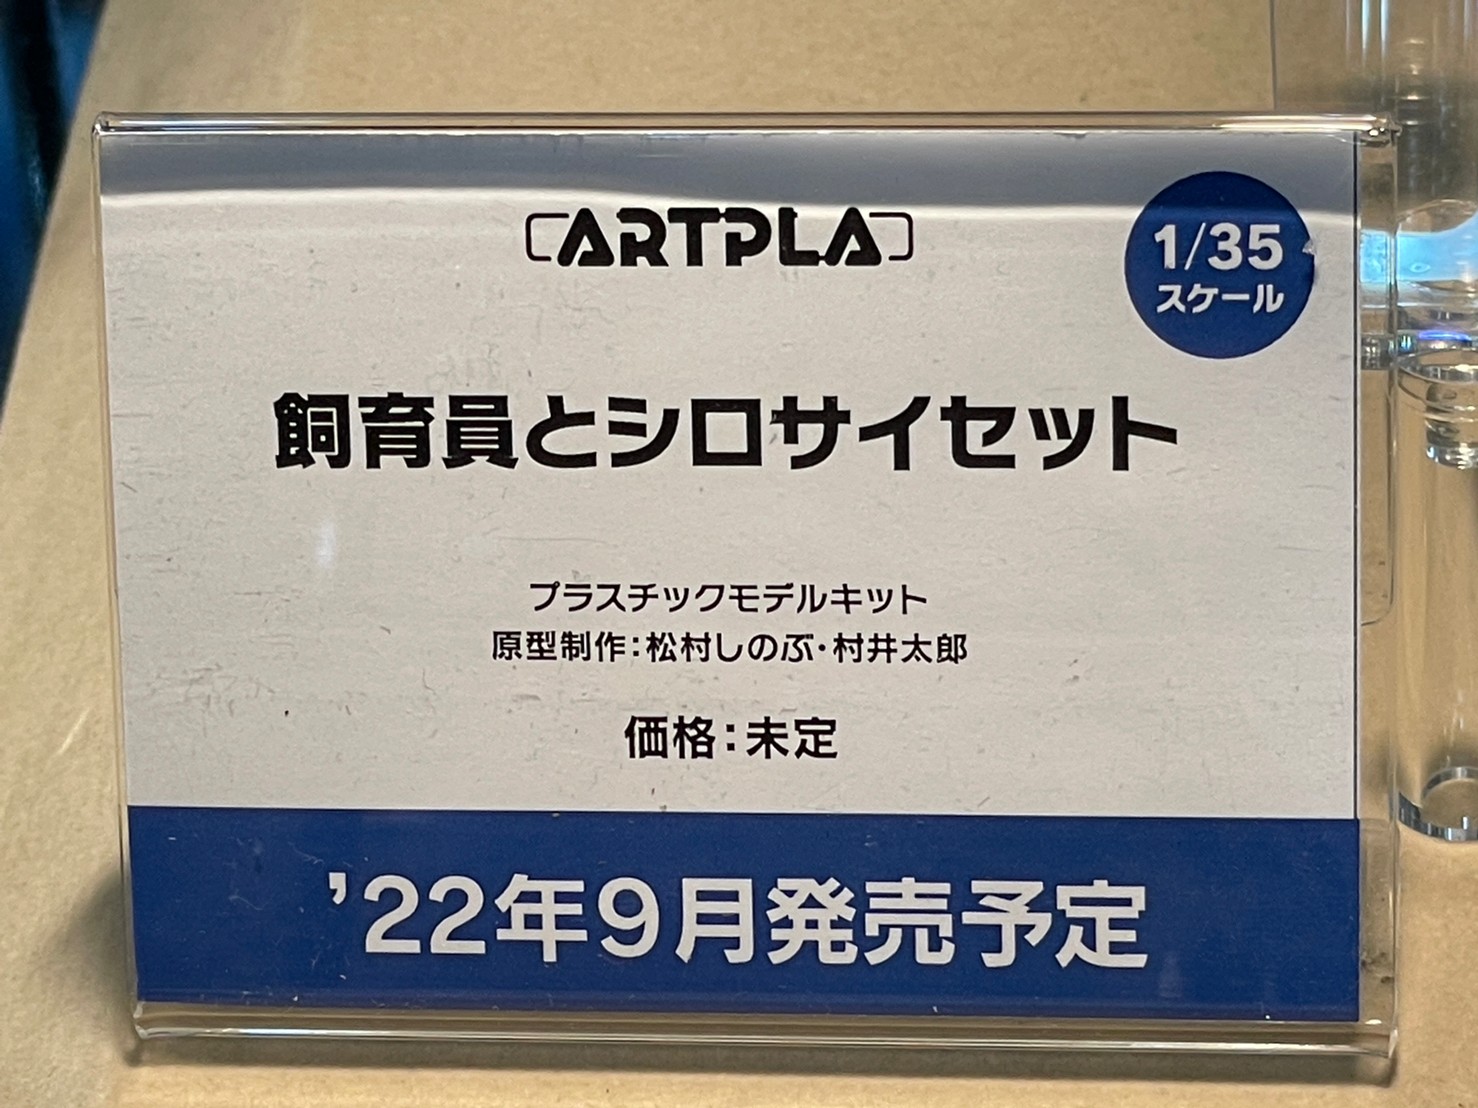 ARTPLA
1/35
スケール
飼育員とシロサイセット
プラスチックモデルキット
原型制作：松村しのぶ・村井太郎
価格：未定
’22年9月発売予定